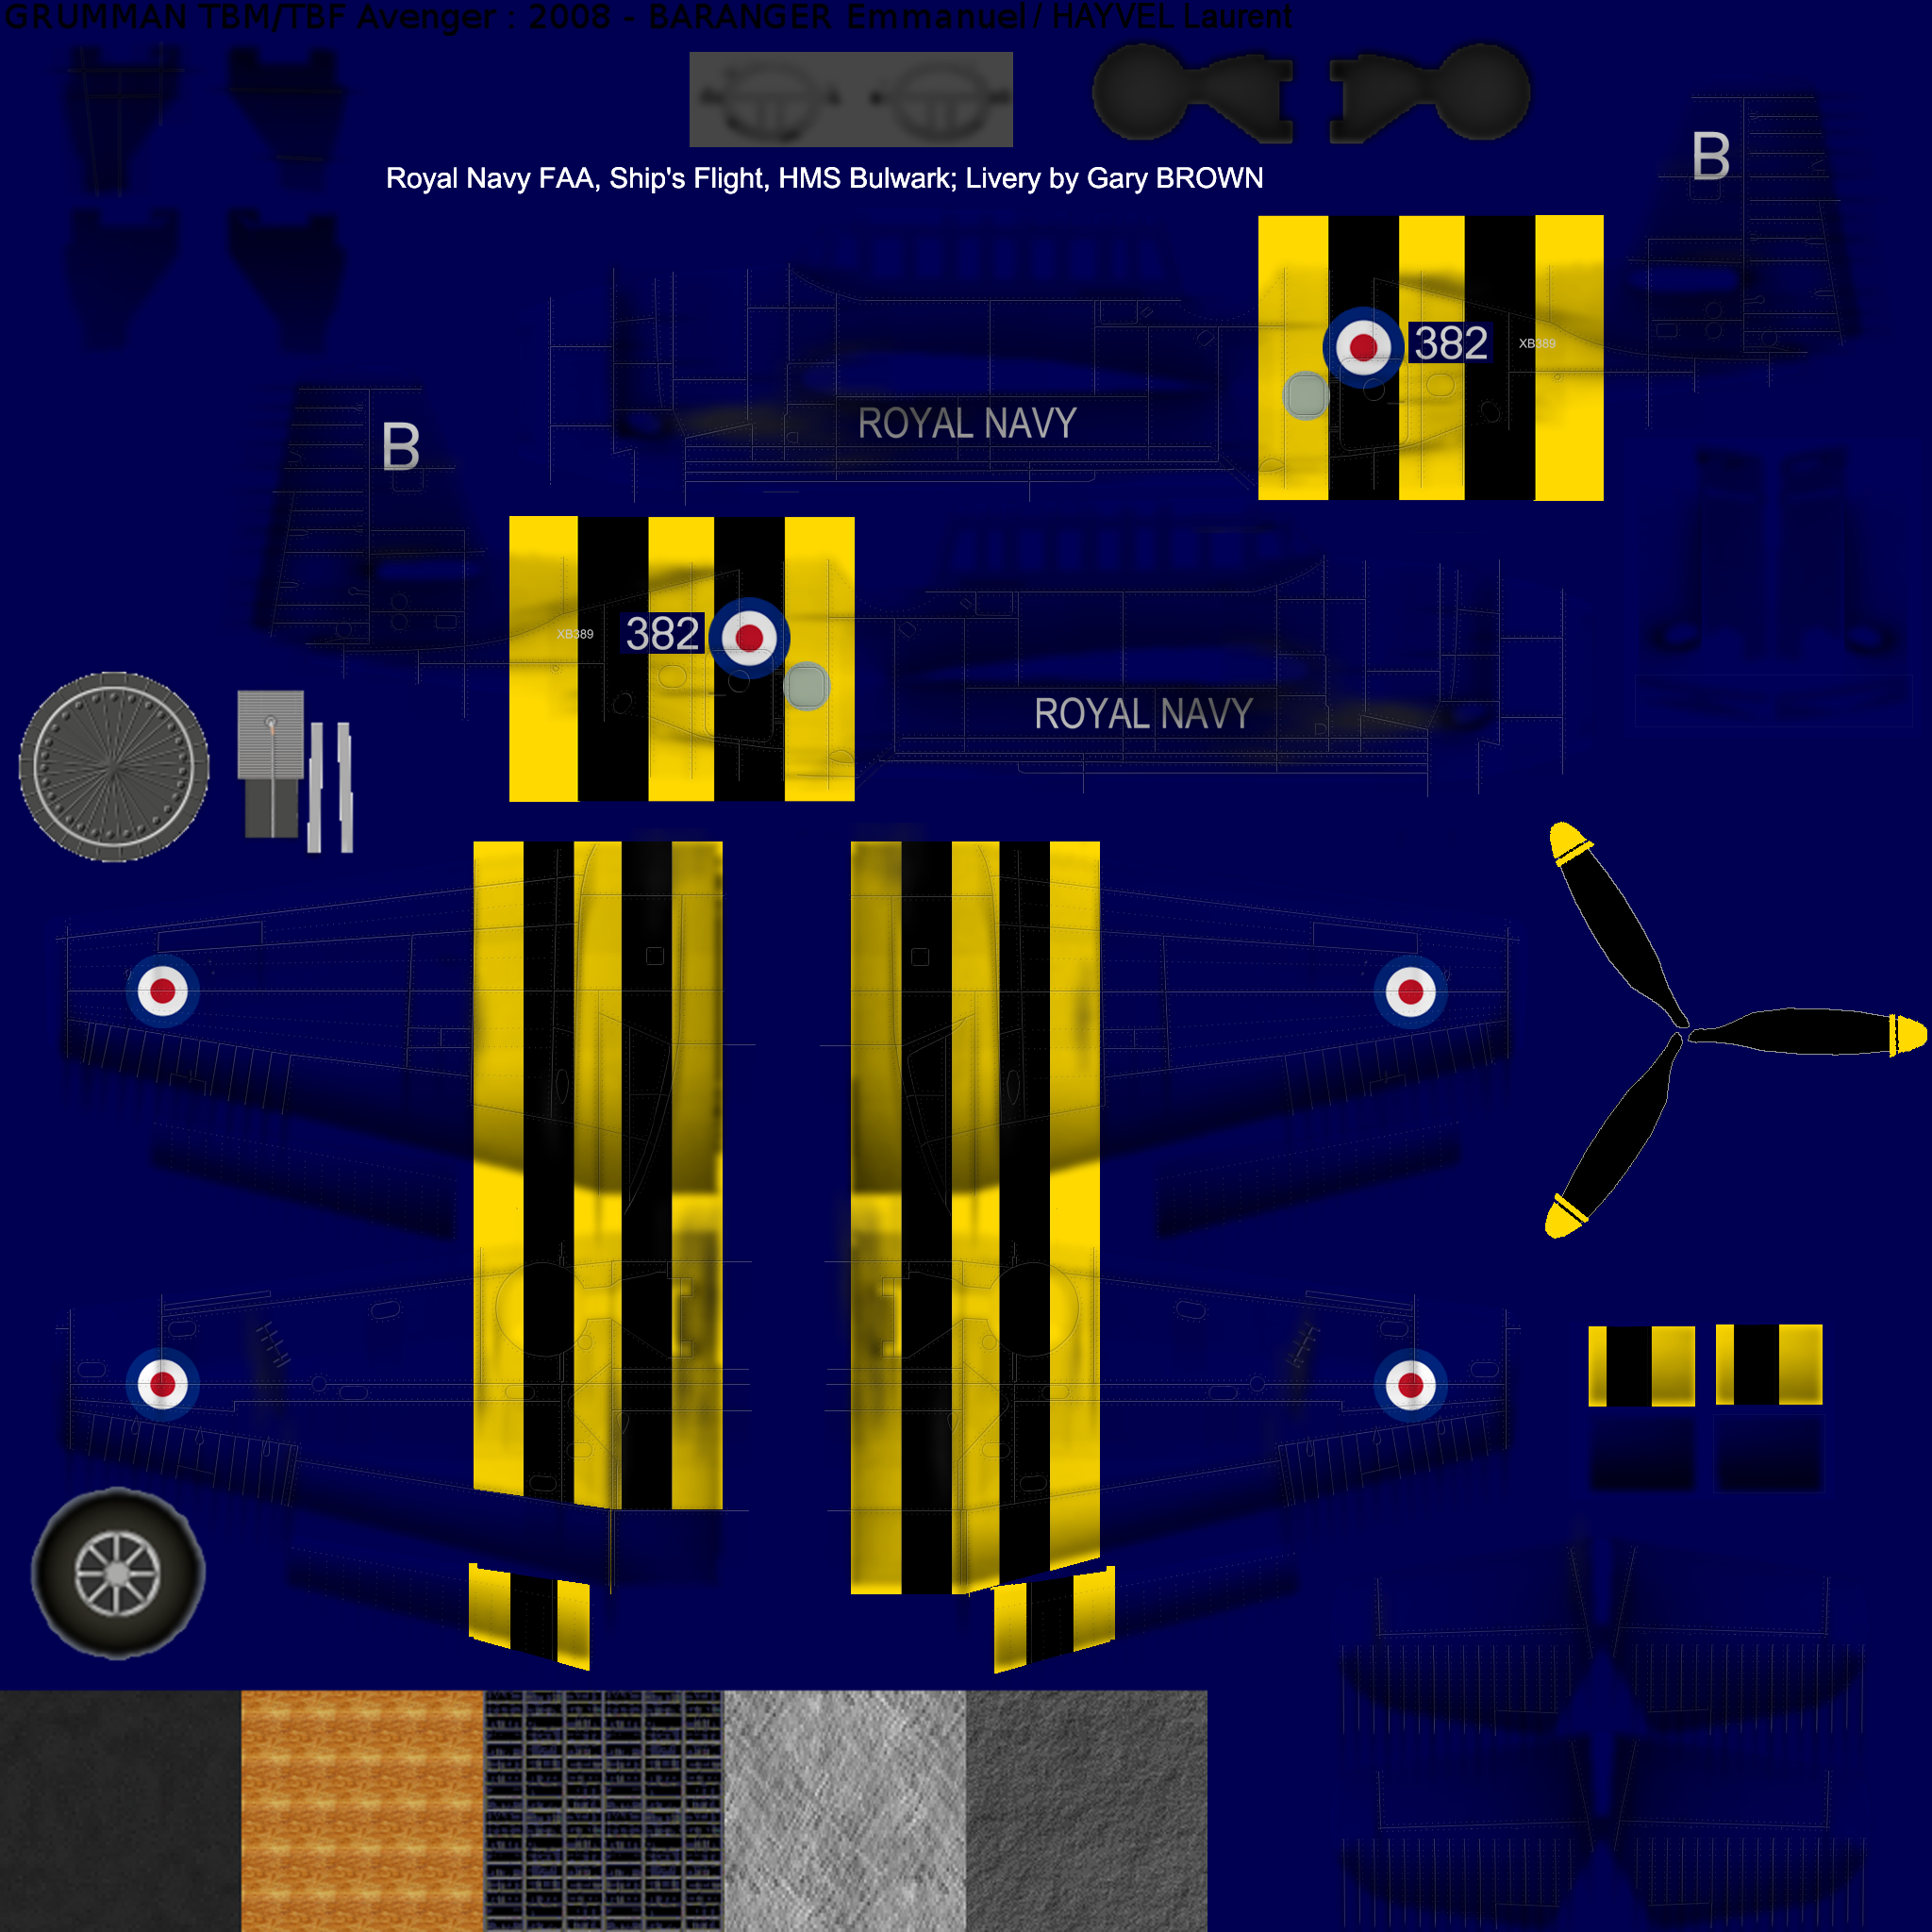 GRUMMAN TBM/TBF Avenger : 2008 - BARANGER Emmanuel / HAYVEL Laurent
Royal Navy FAA, Ship's Flight, HMS Bulwark; Livery by Gary BROWN
B
382
XB389
ROYAL NAVY
B
XB389
382
ROYAL NAVY